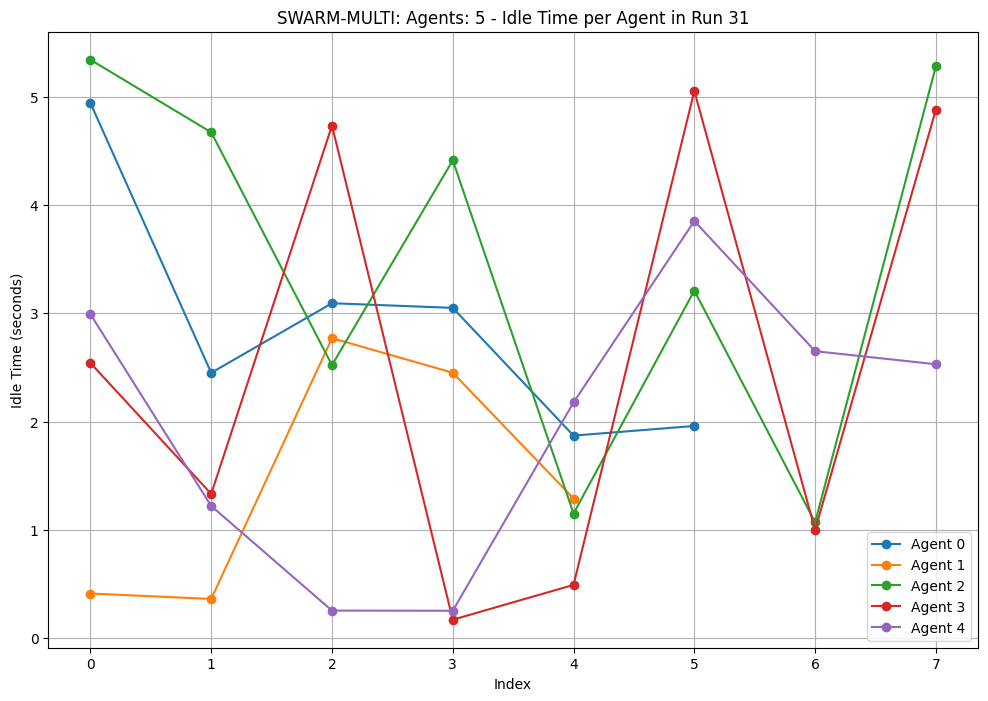 SWARM-MULTI: Agents: 5 - Idle Time per Agent in Run 31
Idle Time (seconds)
5
4
3
2
1
0
0 1 2 3 4 5 6 7
Index
Agent 0
Agent 1
Agent 2
Agent 3
Agent 4